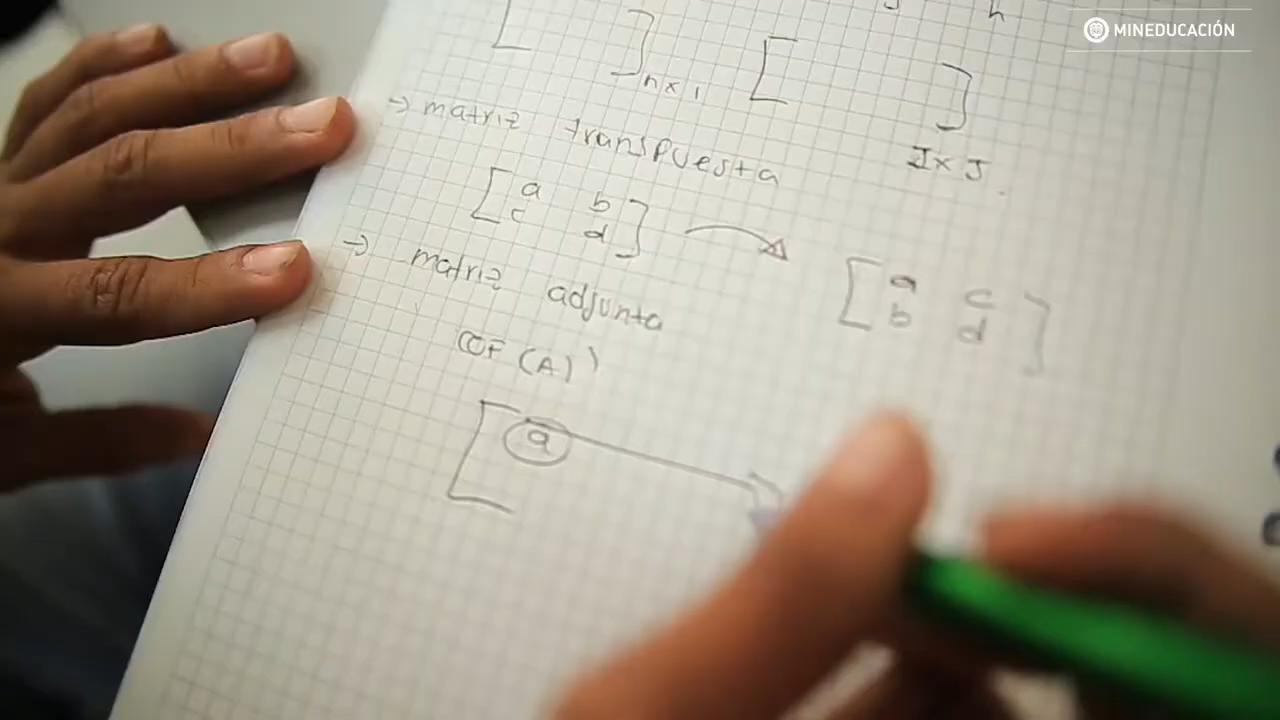 MINEDUCACIÓN
h
n x 1
J x J
→ matriz transpuesta
[a b
c d]
[a c
b d]
→ matriz adjunta
COF (A)'
[a